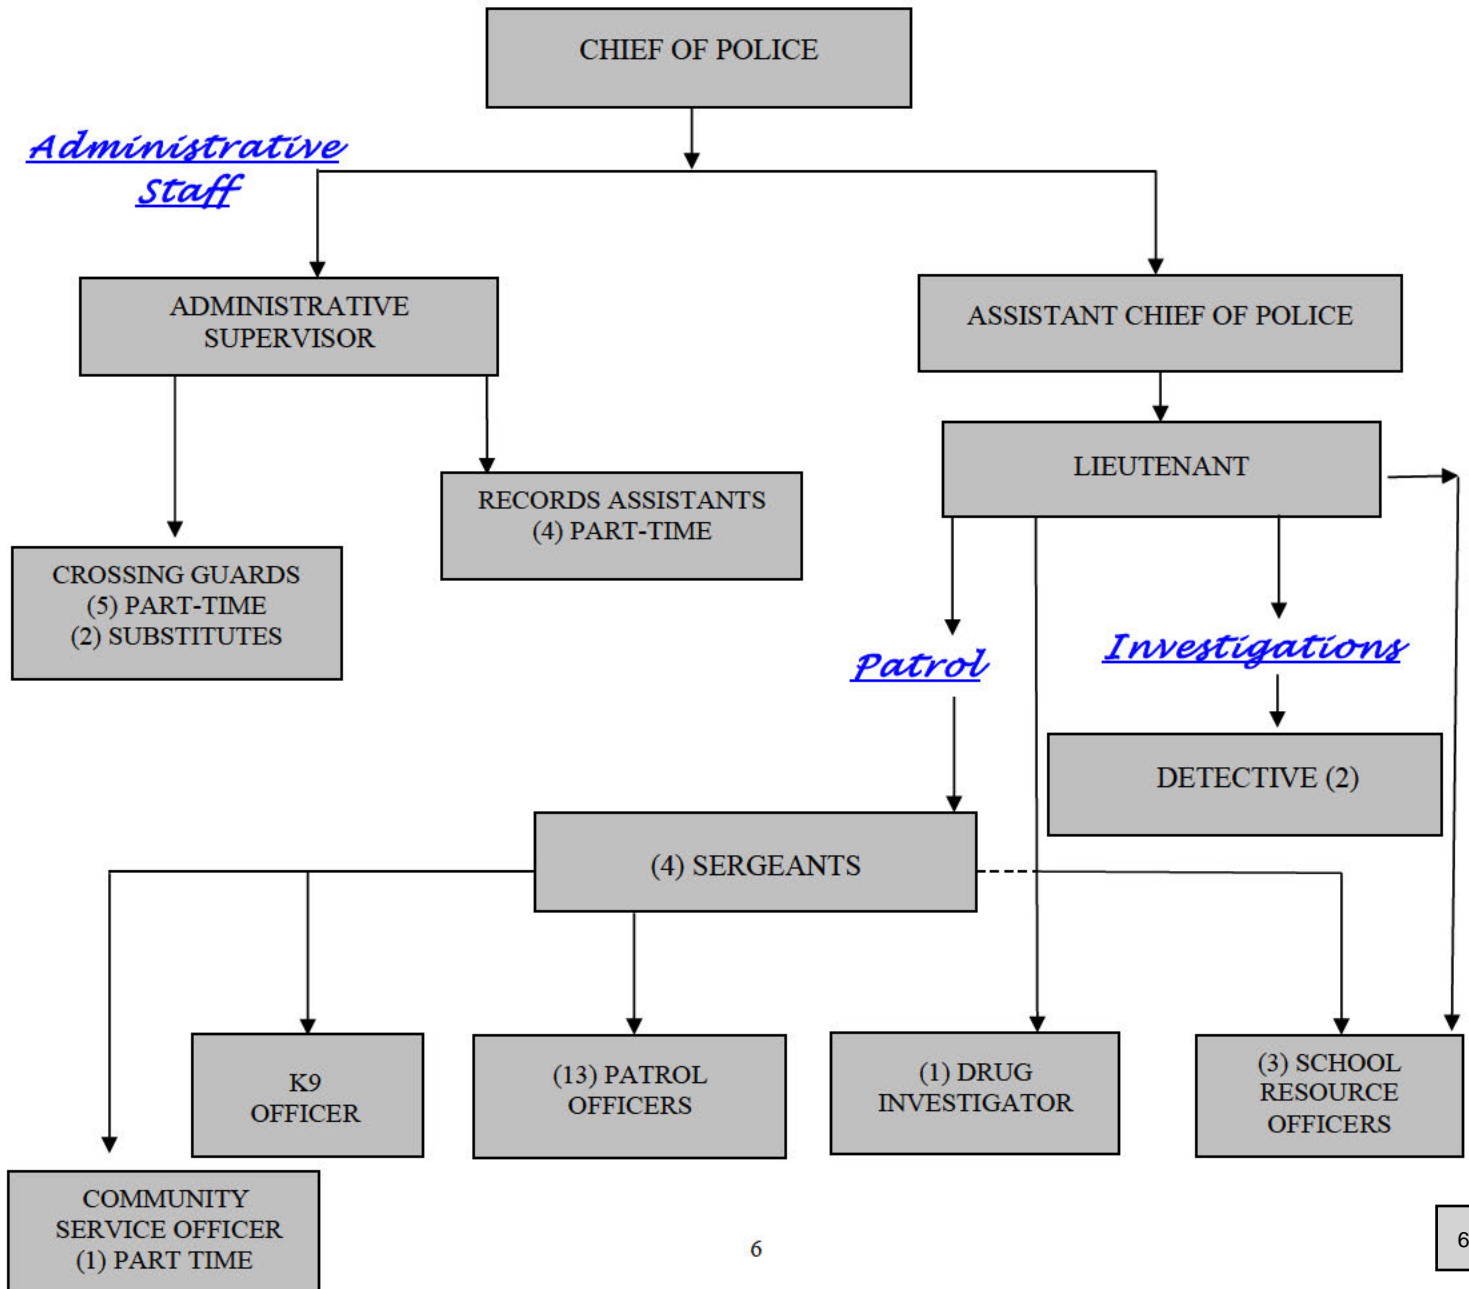 CHIEF OF POLICE
Administrative
Staff
ADMINISTRATIVE
SUPERVISOR
ASSISTANT CHIEF OF POLICE
LIEUTENANT
RECORDS ASSISTANTS
(4) PART-TIME
CROSSING GUARDS
(5) PART-TIME
(2) SUBSTITUTES
Patrol
Investigations
DETECTIVE (2)
(4) SERGEANTS
K9
OFFICER
(13) PATROL
OFFICERS
(1) DRUG
INVESTIGATOR
(3) SCHOOL
RESOURCE
OFFICERS
COMMUNITY
SERVICE OFFICER
(1) PART TIME
6
6